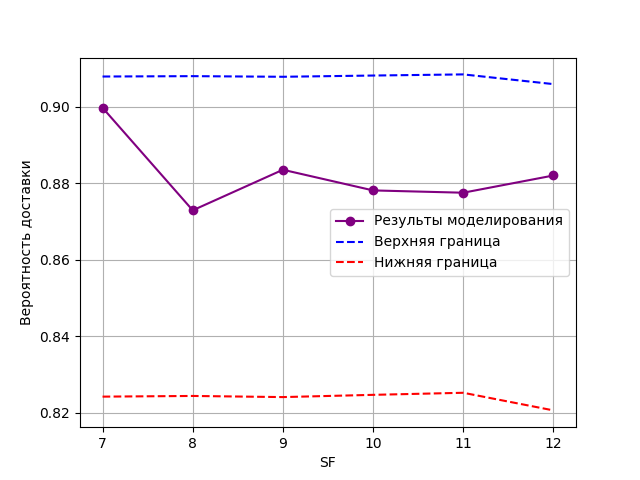 0.90
0.88
0.86
0.84
0.82
Вероятность доставки
Результы моделирования
Верхняя граница
Нижняя граница
7 8 9 10 11 12
SF